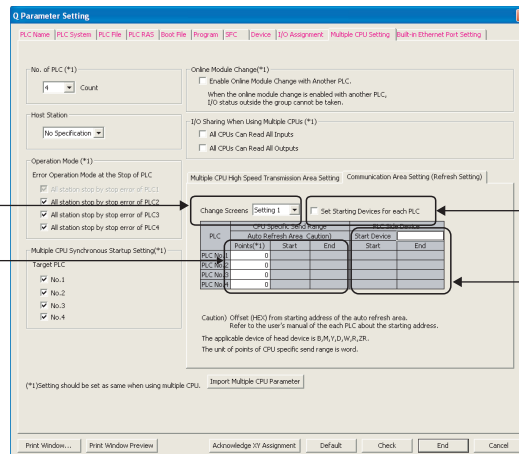 Q Parameter Setting
PLC Name PLC System PLC File PLC RAS Boot File Program SFC Device I/O Assignment Multiple CPU Setting Built-in Ethernet Port Setting
No. of PLC (*1)
4 Count
Online Module Change(*1)
Enable Online Module Change with Another PLC.
When the online module change is enabled with another PLC,
I/O status outside the group cannot be taken.
Host Station
No Specification
I/O Sharing When Using Multiple CPUs (*1)
All CPUs Can Read All Inputs
All CPUs Can Read All Outputs
Operation Mode (*1)
Error Operation Mode at the Stop of PLC
All station stop by stop error of PLC1
All station stop by stop error of PLC2
All station stop by stop error of PLC3
All station stop by stop error of PLC4
Multiple CPU High Speed Transmission Area Setting Communication Area Setting (Refresh Setting)
Change Screens Setting 1 Set Starting Devices for each PLC
CPU Specific Send Range PLC Side Device
PLC Auto Refresh Area Caution) Start Device
Points(*1) Start End Start End
PLC No.1 0
PLC No.2 0
PLC No.3 0
PLC No.4 0
Multiple CPU Synchronous Startup Setting(*1)
Target PLC
No.1
No.2
No.3
No.4
Caution) Offset (HEX) from starting address of the auto refresh area.
Refer to the user's manual of the each PLC about the starting address.
The applicable device of head device is B,M,Y,D,W,R,ZR.
The unit of points of CPU specific send range is word.
(*1)Setting should be set as same when using multiple CPU. Import Multiple CPU Parameter
Print Window... Print Window Preview Acknowledge XY Assignment Default Check End Cancel